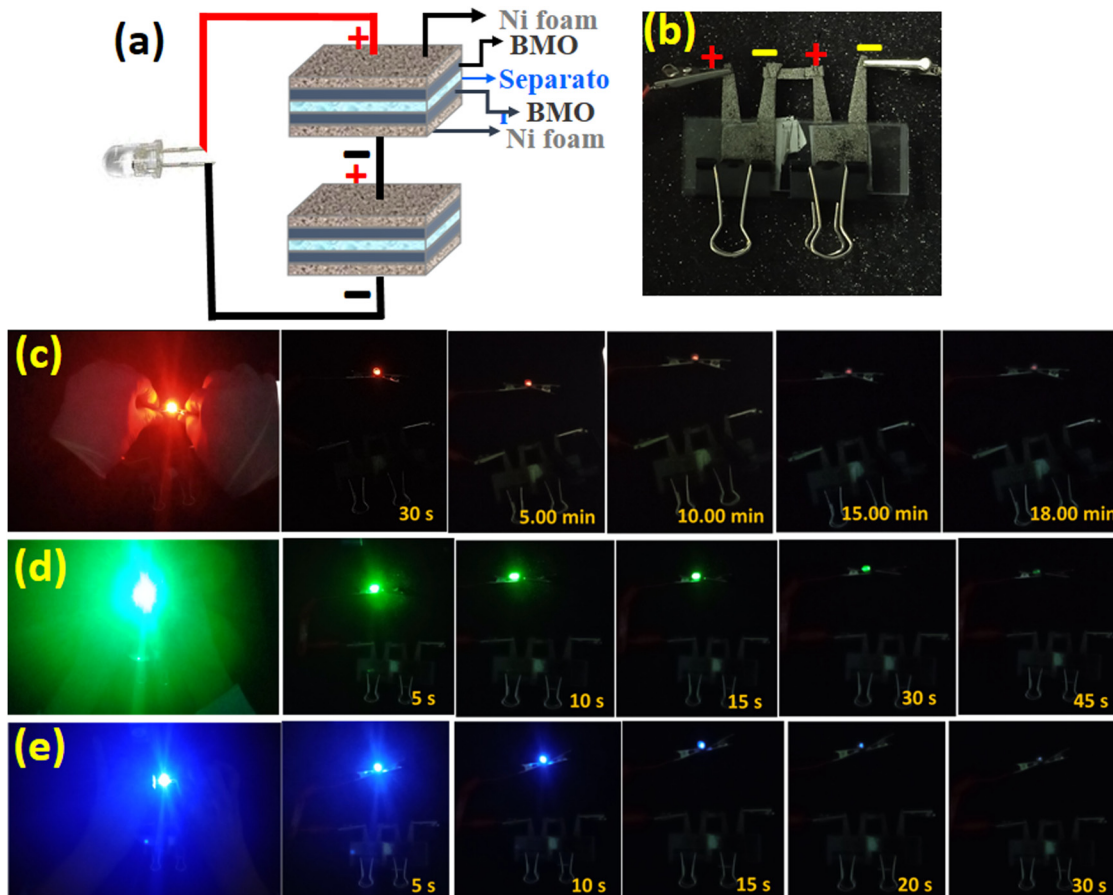 (a)
+
Ni foam
BMO
Separato
r
BMO
Ni foam
−
+
−
(b)
+ − + −
(c)
30 s
5.00 min
10.00 min
15.00 min
18.00 min
(d)
5 s
10 s
15 s
30 s
45 s
(e)
5 s
10 s
15 s
20 s
30 s